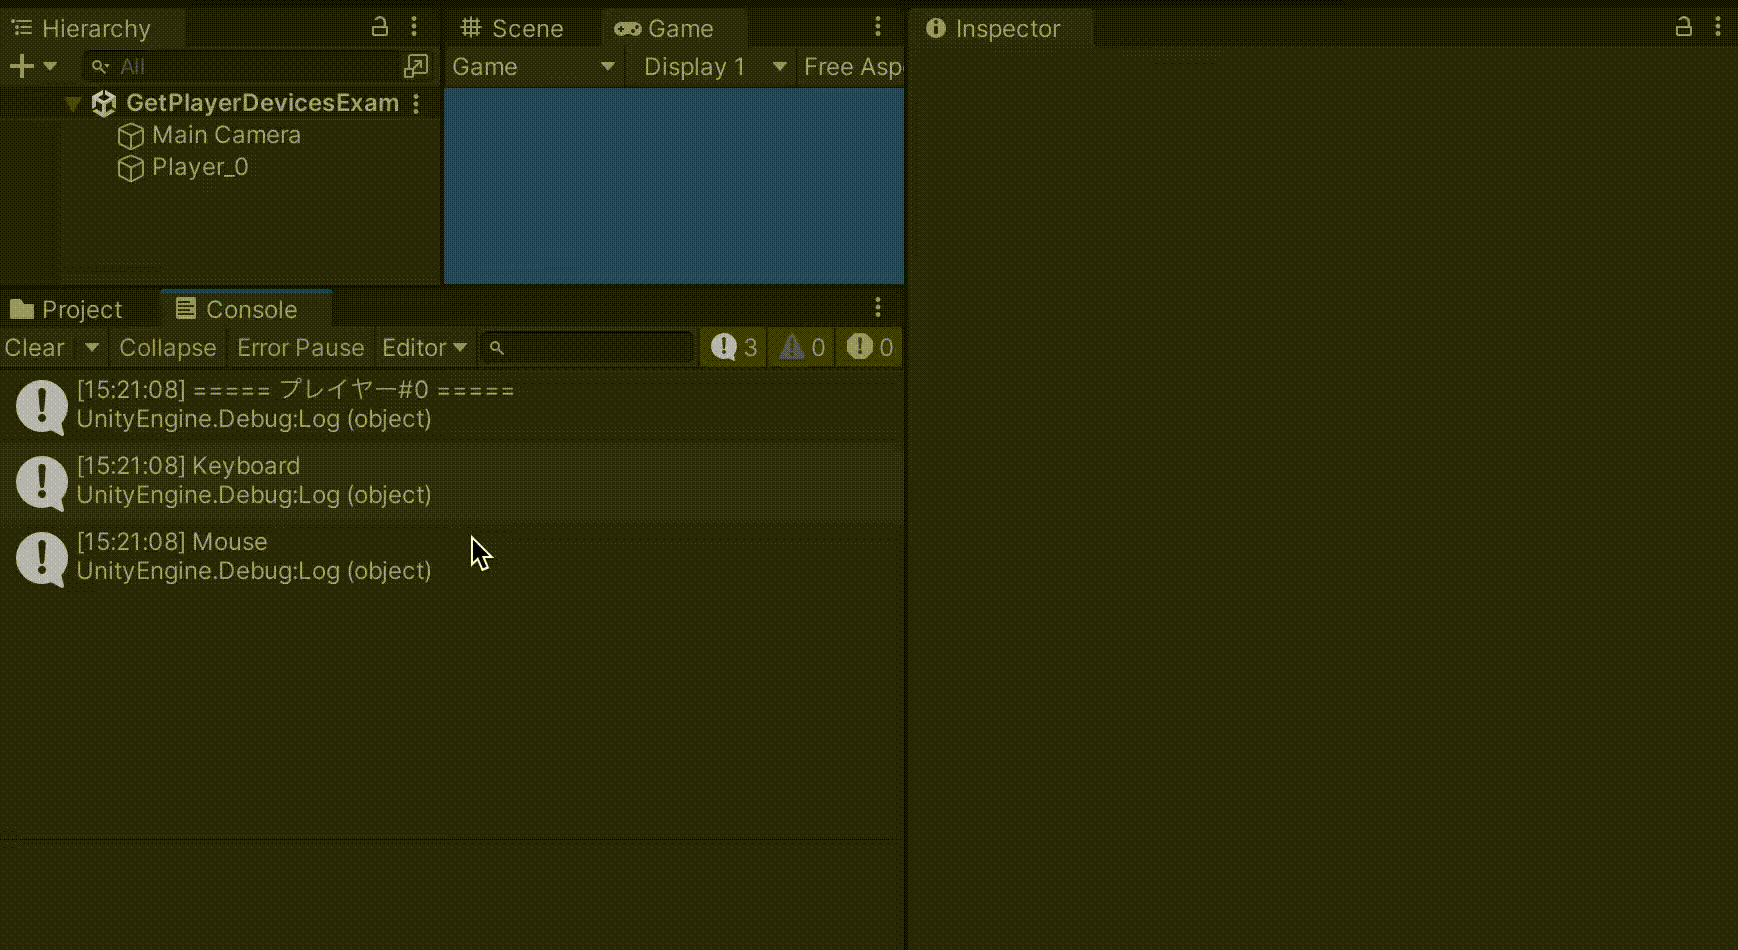 Hierarchy
All
GetPlayerDevicesExam
Main Camera
Player_0
Scene
Game
Game
Display 1
Free Asp
Inspector
Project
Console
Clear
Collapse
Error Pause
Editor
3
0
0
[15:21:08] ===== プレイヤー#0 =====
UnityEngine.Debug:Log (object)
[15:21:08] Keyboard
UnityEngine.Debug:Log (object)
[15:21:08] Mouse
UnityEngine.Debug:Log (object)